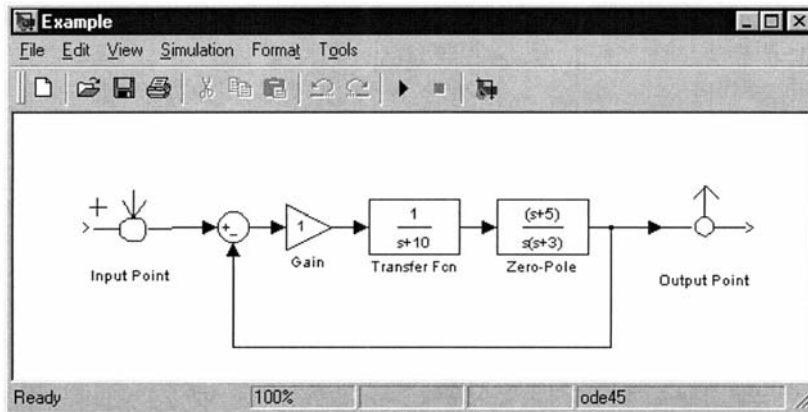 Example
File Edit View Simulation Format Tools
+
+
-
1
1
s+10
(s+5)
s(s+3)
Input Point
Gain
Transfer Fcn
Zero-Pole
Output Point
Ready 100% ode45